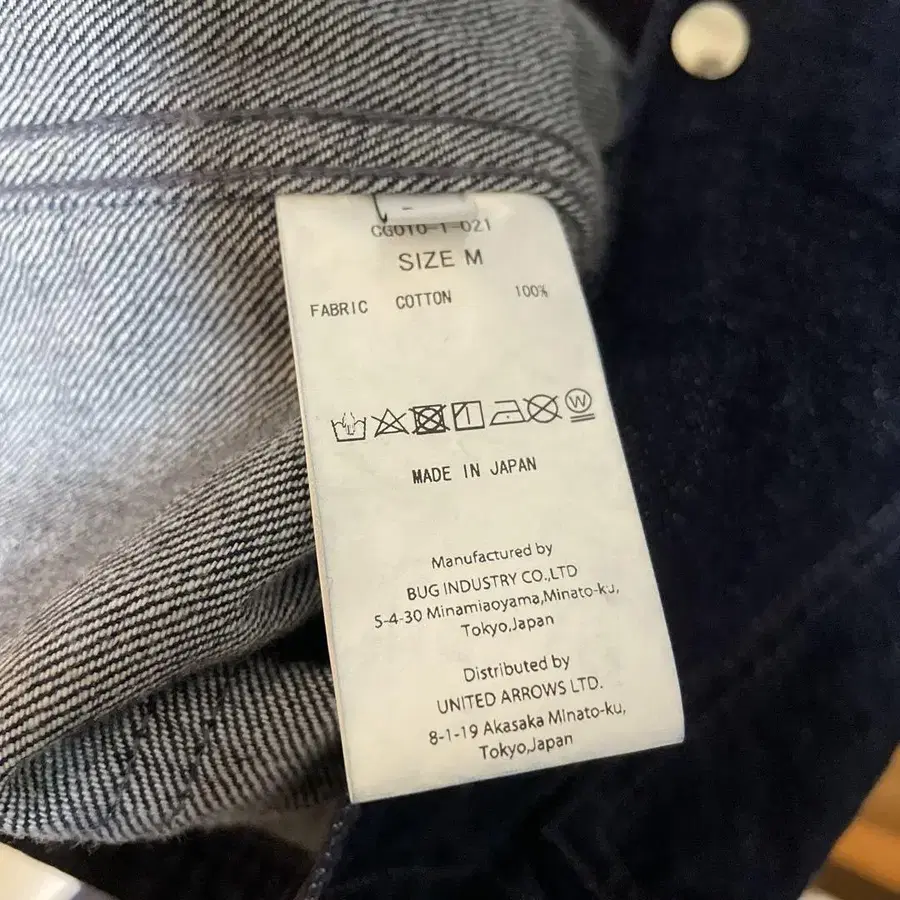 CG010-1-021
SIZE M
FABRIC COTTON 100%
W
MADE IN JAPAN
Manufactured by
BUG INDUSTRY CO.,LTD
5-4-30 Minamiaoyama,Minato-ku,
Tokyo,Japan
Distributed by
UNITED ARROWS LTD.
8-1-19 Akasaka Minato-ku,
Tokyo,Japan